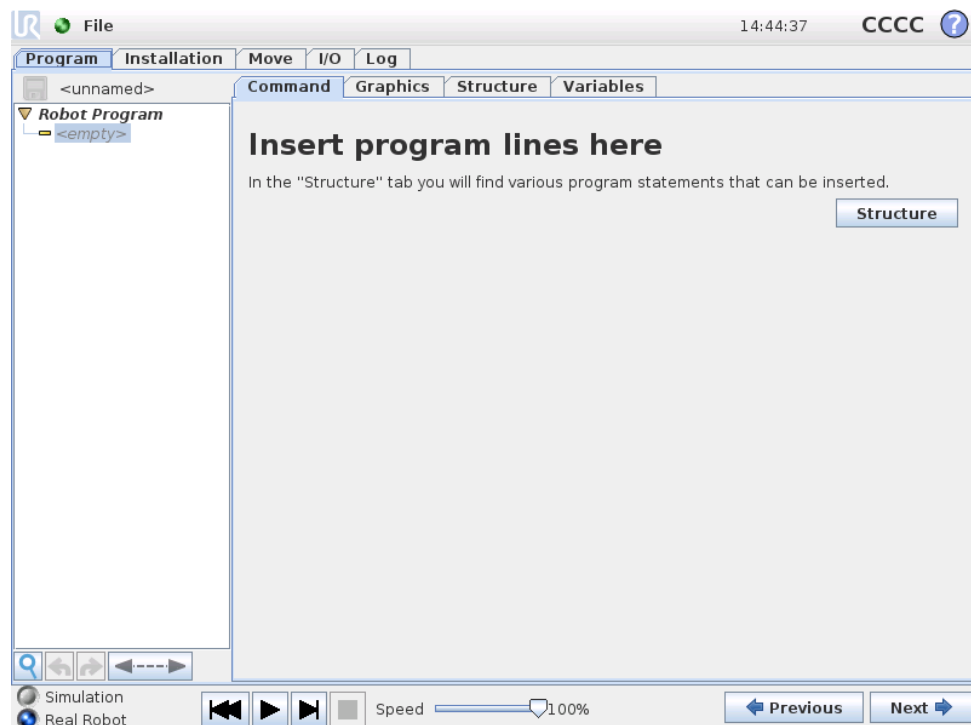 UR File 14:44:37 CCCC ?
Program Installation Move I/O Log
<unnamed>
Command Graphics Structure Variables
Robot Program
<empty>
Insert program lines here
In the "Structure" tab you will find various program statements that can be inserted.
Structure
Simulation
Real Robot
Speed 100%
Previous Next